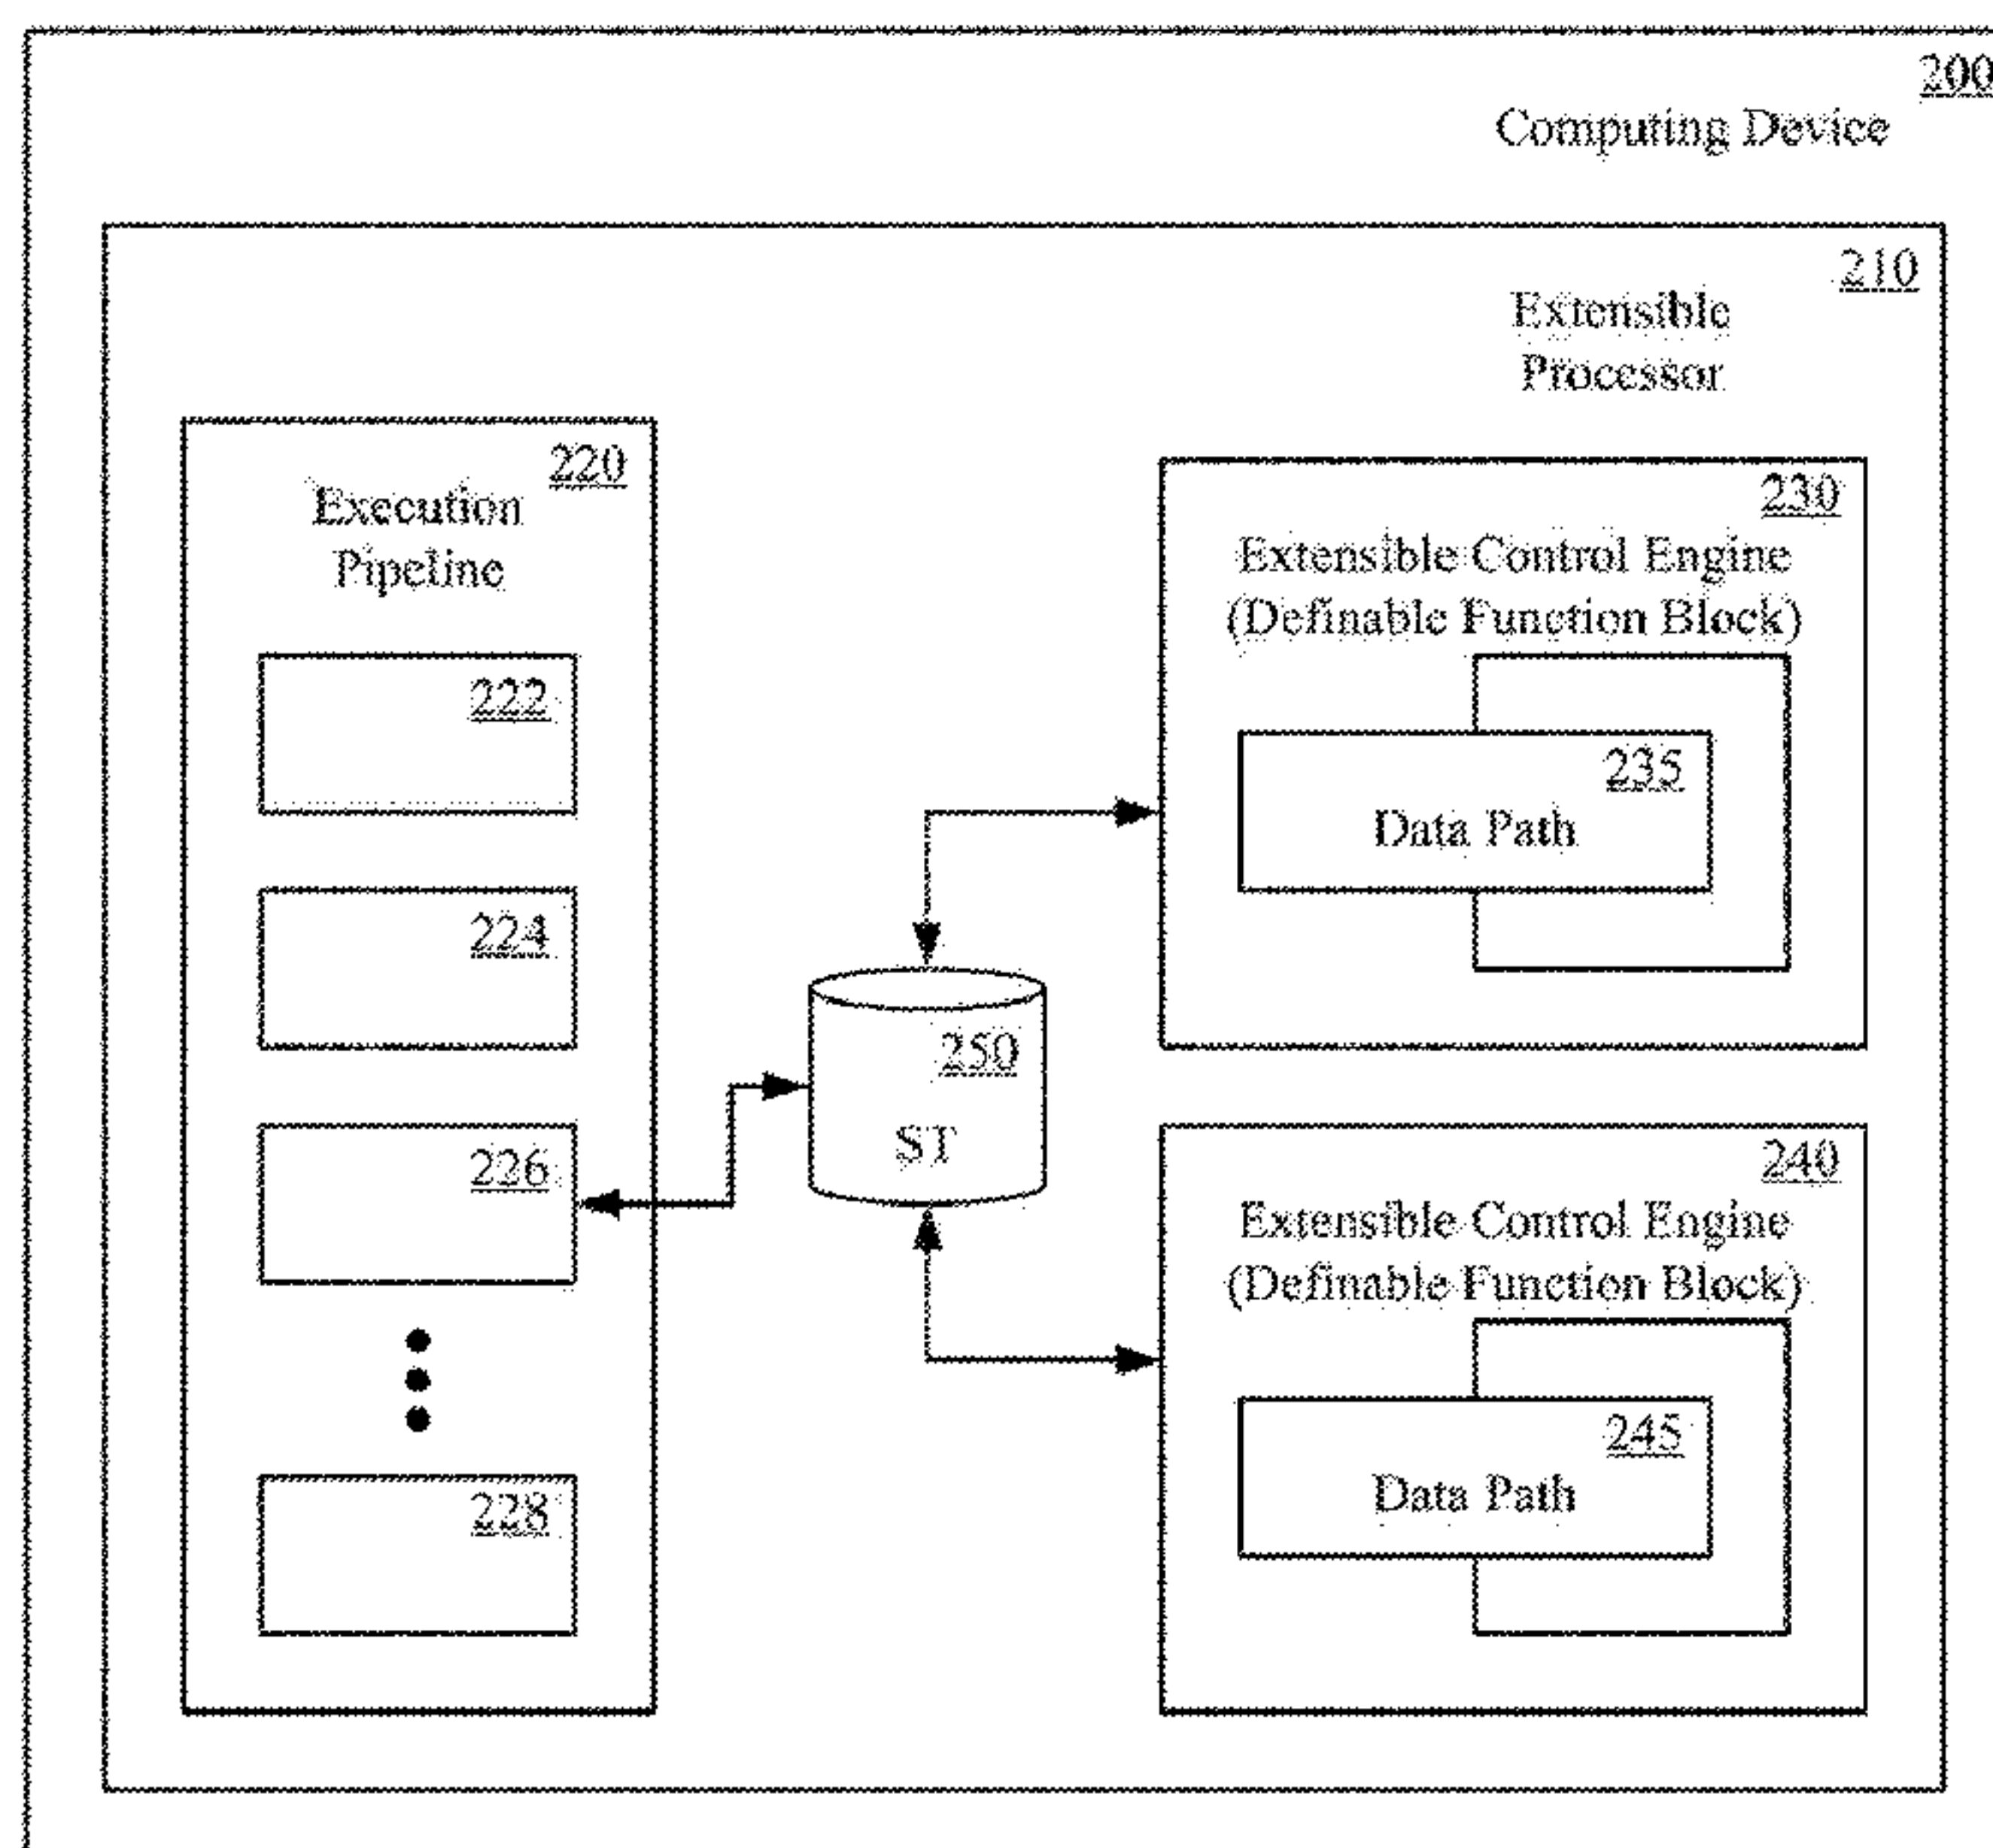 200
Computing Device
210
Extensible
Processor
220
Execution
Pipeline
222
224
226
228
250
ST
230
Extensible Control Engine
(Definable Function Block)
235
Data Path
240
Extensible Control Engine
(Definable Function Block)
245
Data Path